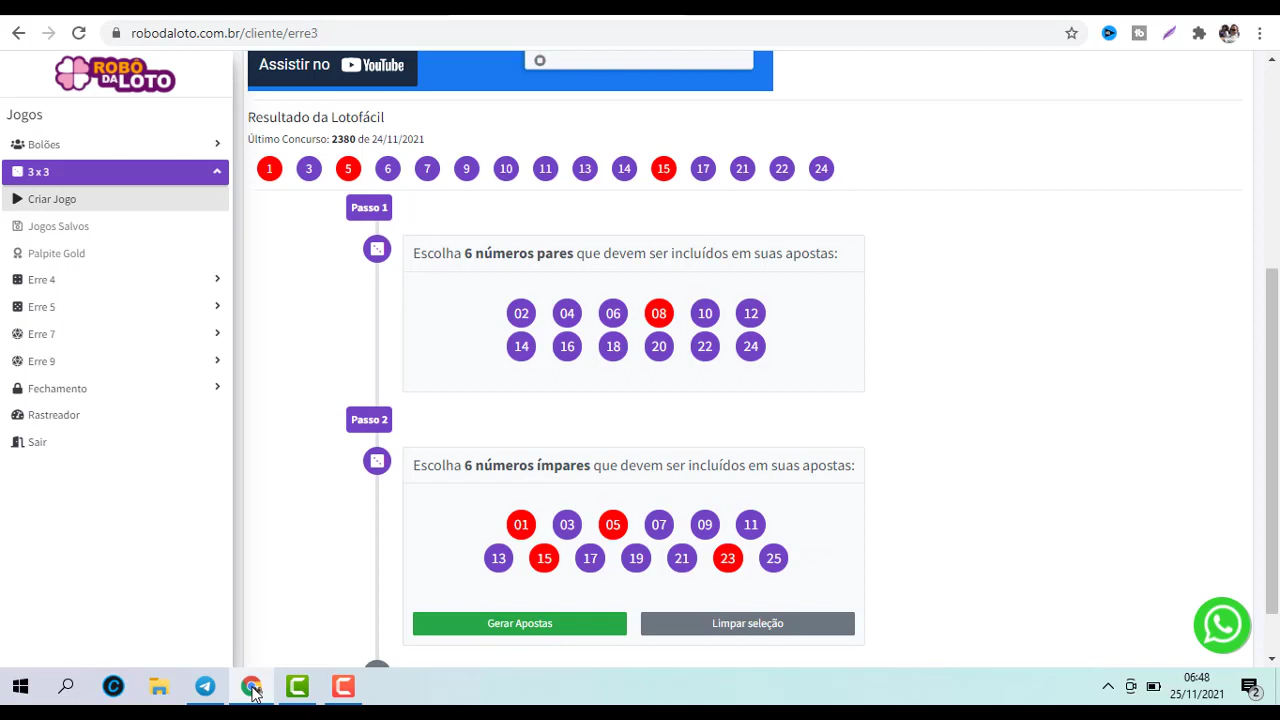 robodaloto.com.br/cliente/erre3
ROBÔ
DA LOTO
Assistir no YouTube
Jogos
Bolões
3 x 3
Criar Jogo
Jogos Salvos
Palpite Gold
Erre 4
Erre 5
Erre 7
Erre 9
Fechamento
Rastreador
Sair
Resultado da Lotofácil
Último Concurso: 2380 de 24/11/2021
1 3 5 6 7 9 10 11 13 14 15 17 21 22 24
Passo 1
Escolha 6 números pares que devem ser incluídos em suas apostas:
02 04 06 08 10 12
14 16 18 20 22 24
Passo 2
Escolha 6 números ímpares que devem ser incluídos em suas apostas:
01 03 05 07 09 11
13 15 17 19 21 23 25
Gerar Apostas Limpar seleção
06:48
25/11/2021
2